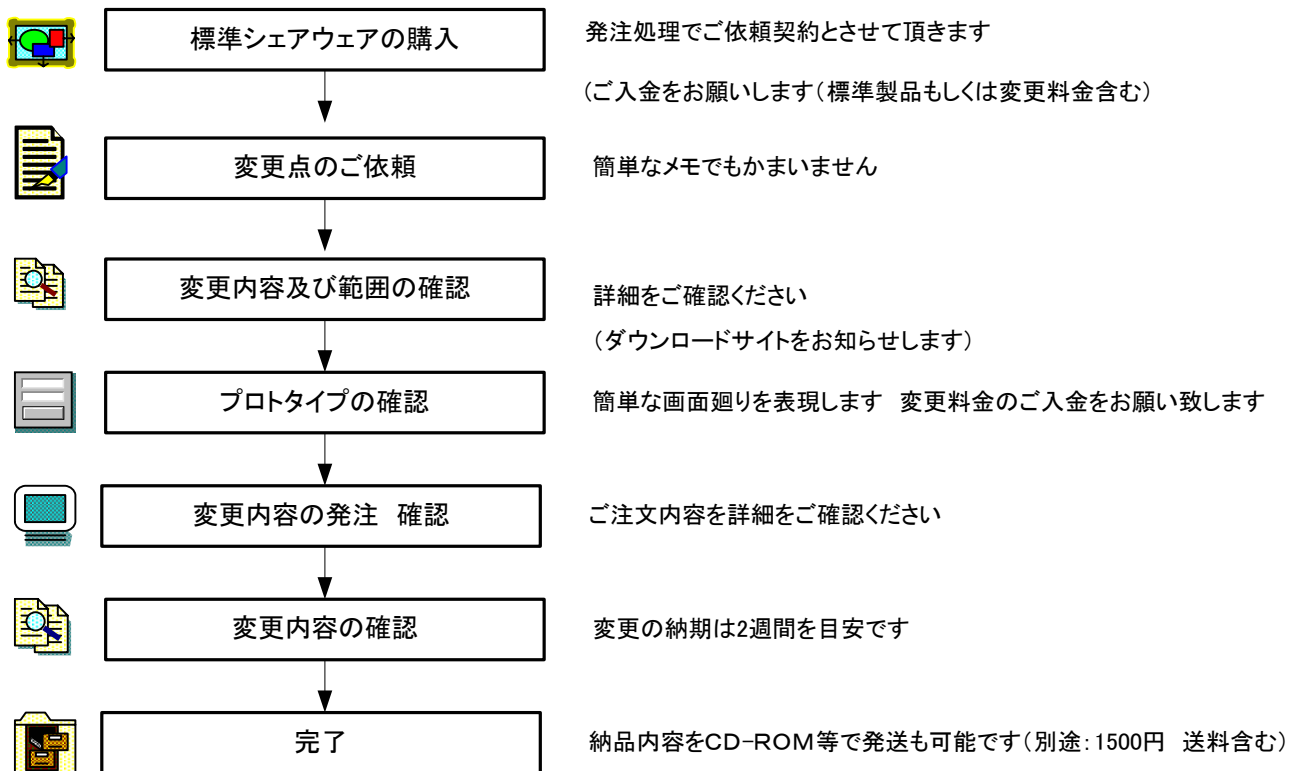 標準シェアウェアの購入
発注処理でご依頼契約とさせて頂きます
（ご入金をお願いします（標準製品もしくは変更料金含む）
変更点のご依頼
簡単なメモでもかまいません
変更内容及び範囲の確認
詳細をご確認ください
（ダウンロードサイトをお知らせします）
プロトタイプの確認
簡単な画面廻りを表現します　変更料金のご入金をお願い致します
変更内容の発注　確認
ご注文内容を詳細をご確認ください
変更内容の確認
変更の納期は2週間を目安です
完了
納品内容をCD-ROM等で発送も可能です（別途：1500円　送料含む）